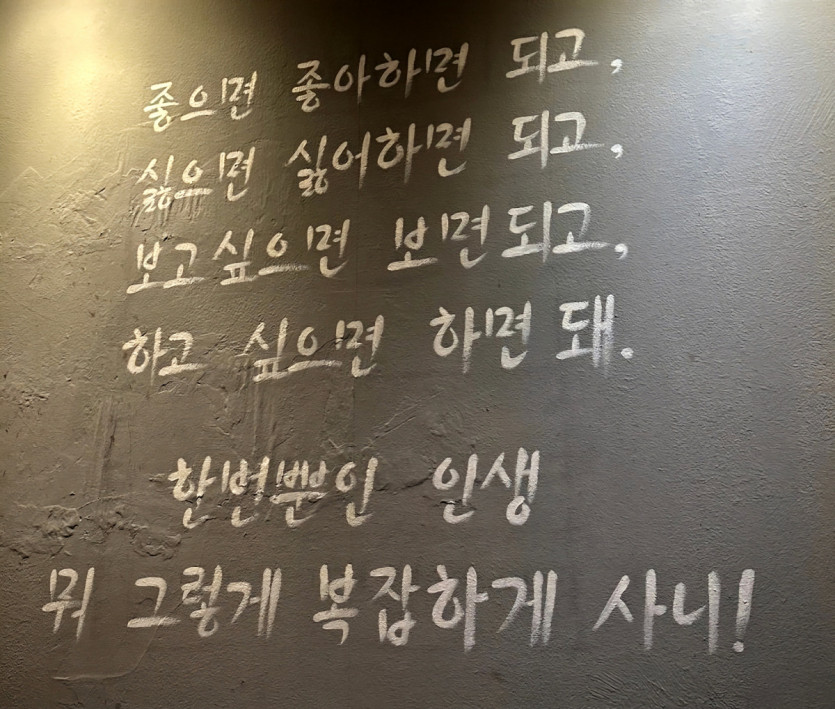 좋으면 좋아하면 되고,
싫으면 싫어하면 되고,
보고싶으면 보면되고,
하고 싶으면 하면 돼.
한번뿐인 인생
뭐 그렇게 복잡하게 사니!